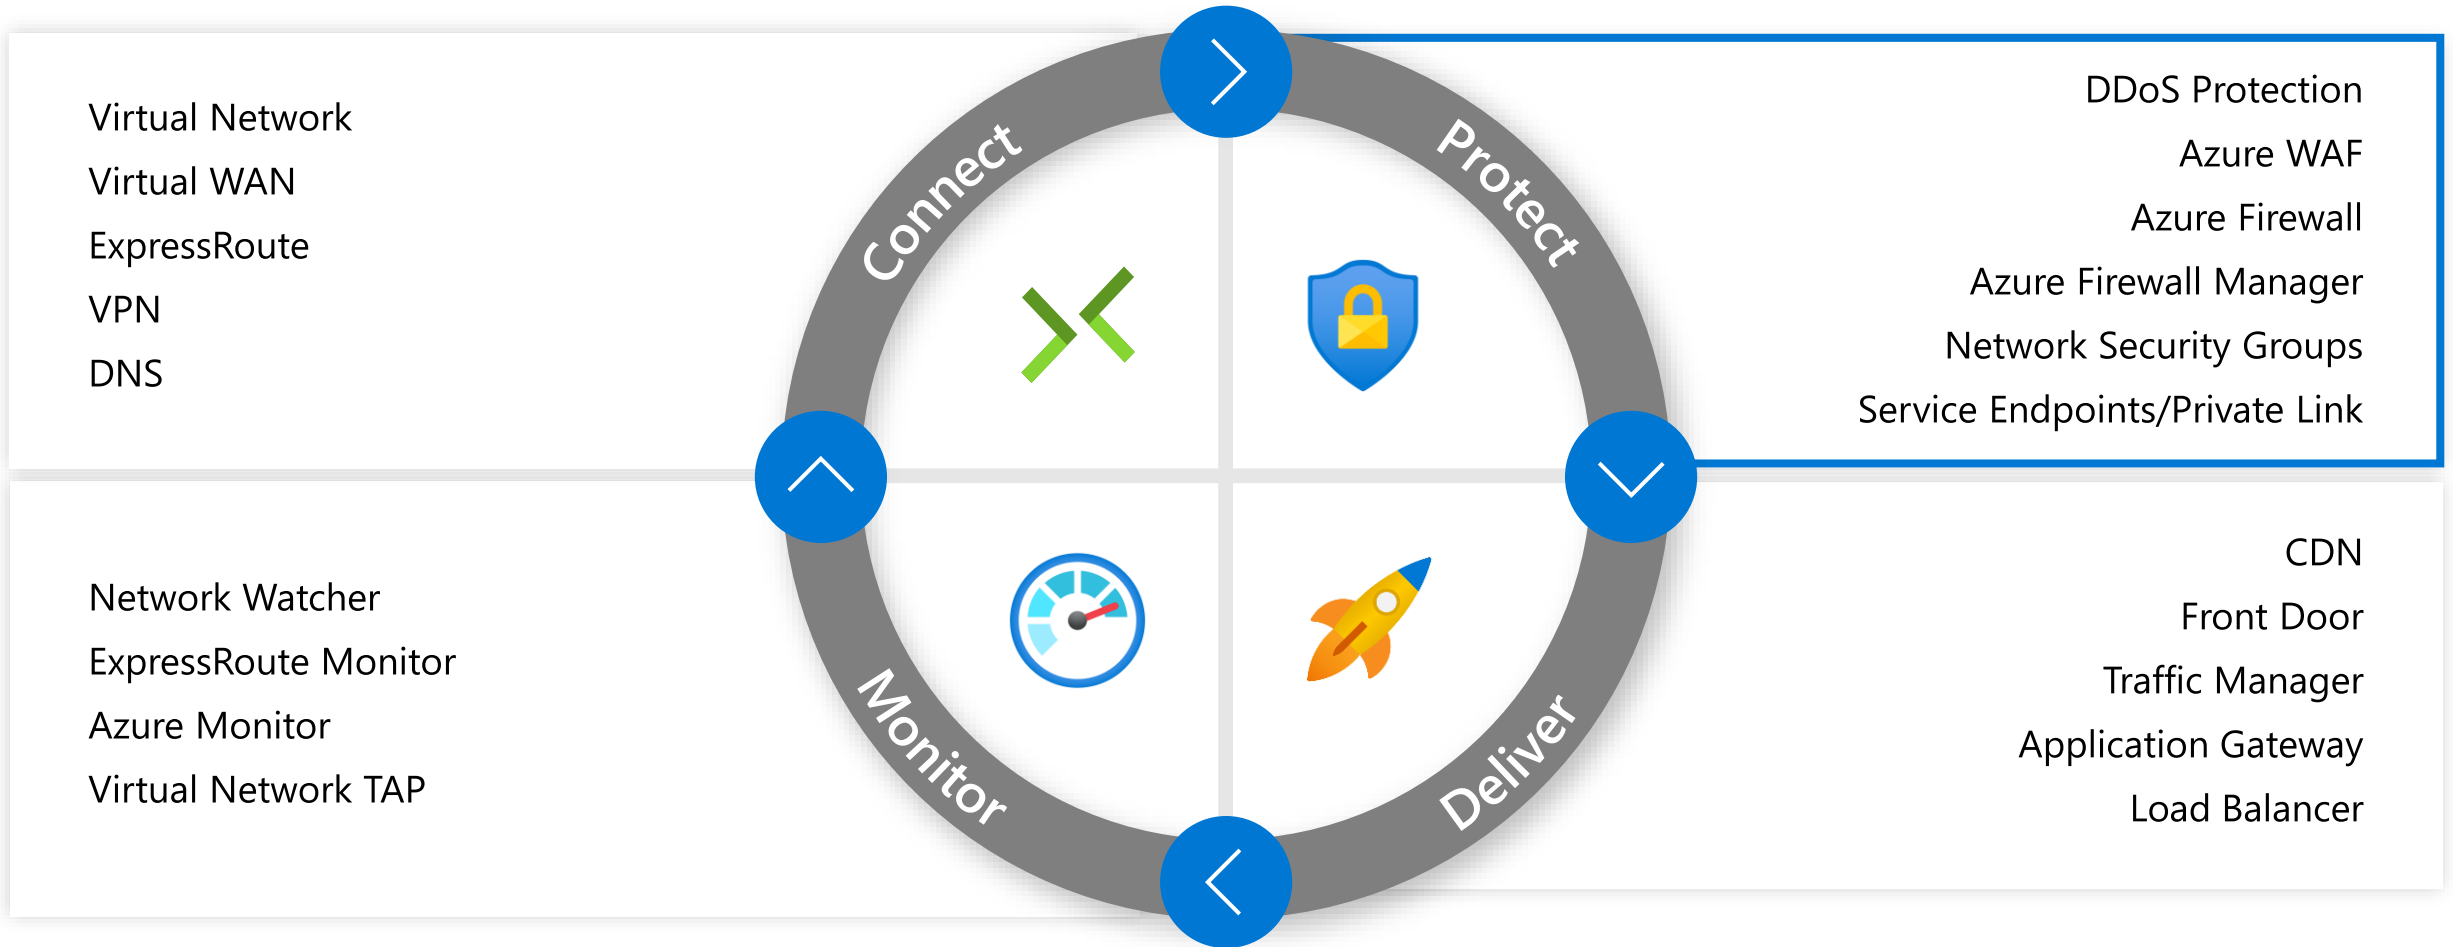 Virtual Network
Virtual WAN
ExpressRoute
VPN
DNS
Connect
Protect
DDoS Protection
Azure WAF
Azure Firewall
Azure Firewall Manager
Network Security Groups
Service Endpoints/Private Link
Network Watcher
ExpressRoute Monitor
Azure Monitor
Virtual Network TAP
Monitor
Deliver
CDN
Front Door
Traffic Manager
Application Gateway
Load Balancer